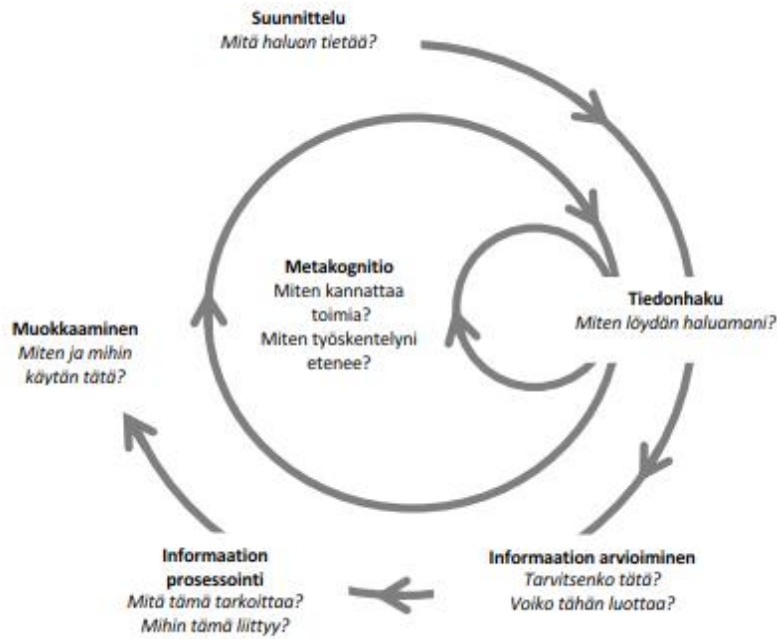 Suunnittelu
Mitä haluan tietää?
Metakognitio
Miten kannattaa
toimia?
Miten työskentelyni
etenee?
Tiedonhaku
Miten löydän haluamani?
Muokkaaminen
Miten ja mihin
käytän tätä?
Informaation
prosessointi
Mitä tämä tarkoittaa?
Mihin tämä liittyy?
Informaation arvioiminen
Tarvitsenko tätä?
Voiko tähän luottaa?